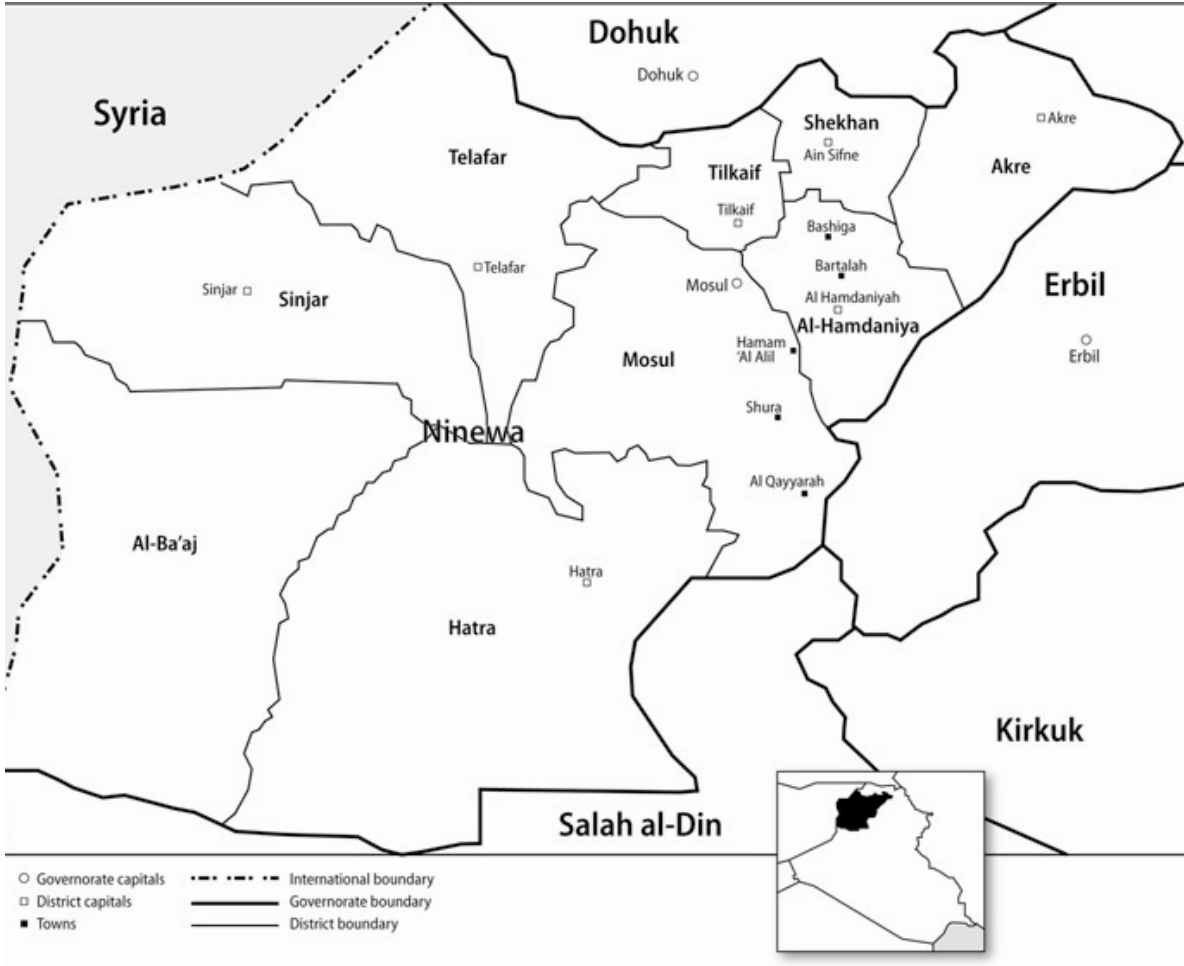 Dohuk
Dohuk
Syria
Akre
Shekhan
Ain Sifne
Telafar
Tilkaif
Akre
Tilkaif
Bashiga
Telafar
Bartalah
Sinjar
Sinjar
Mosul
Al Hamdaniyah
Al-Hamdaniya
Erbil
Erbil
Mosul
Hamam
'Al Alil
Shura
Ninewa
Al Qayyarah
Al-Ba'aj
Hatra
Hatra
Kirkuk
Salah al-Din
Governorate capitals
District capitals
Towns
International boundary
Governorate boundary
District boundary